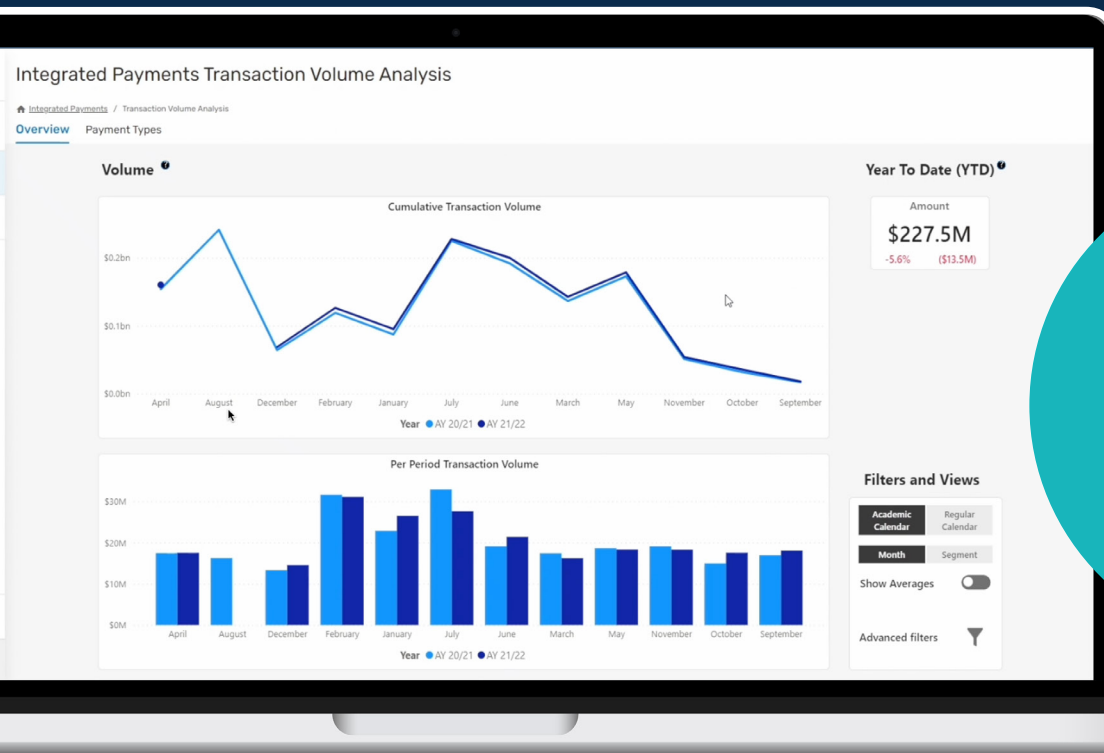 Integrated Payments Transaction Volume Analysis
Integrated Payments / Transaction Volume Analysis
Overview Payment Types
Volume
Cumulative Transaction Volume
$0.2bn
$0.1bn
$0.0bn
April August December February January July June March May November October September
Year AY 20/21 AY 21/22
Per Period Transaction Volume
$30M
$20M
$10M
$0M
April August December February January July June March May November October September
Year AY 20/21 AY 21/22
Year To Date (YTD)
Amount
$227.5M
-5.6% ($13.5M)
Filters and Views
Academic Calendar
Regular Calendar
Month Segment
Show Averages
Advanced filters